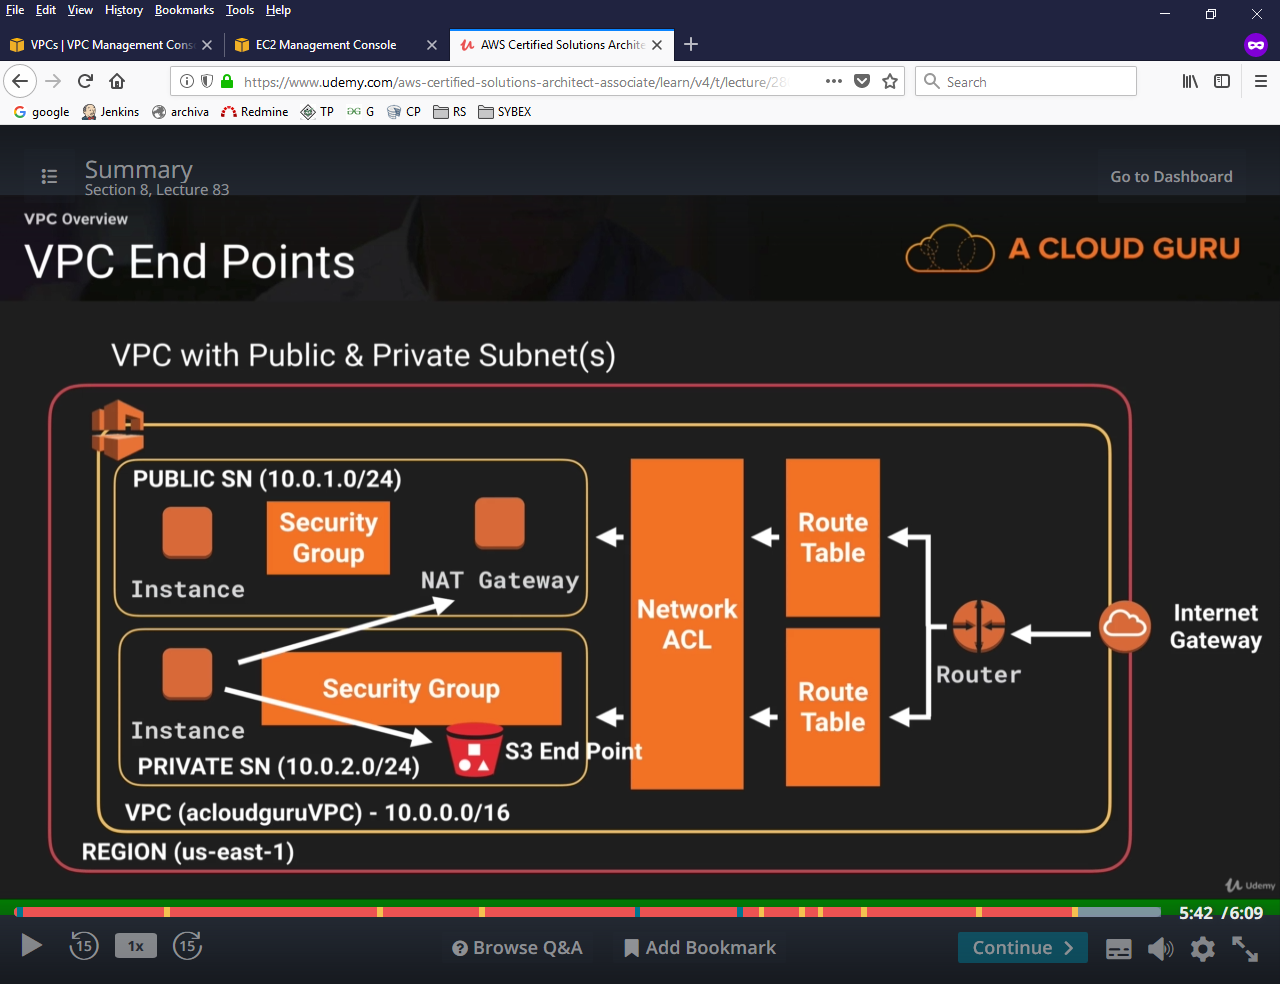 File Edit View History Bookmarks Tools Help
VPCs | VPC Management Cons
EC2 Management Console
AWS Certified Solutions Archite
https://www.udemy.com/aws-certified-solutions-architect-associate/learn/v4/t/lecture/28
Search
google Jenkins archiva Redmine TP G CP RS SYBEX
Summary
Section 8, Lecture 83
Go to Dashboard
VPC Overview
VPC End Points
A CLOUD GURU
VPC with Public & Private Subnet(s)
PUBLIC SN (10.0.1.0/24)
Instance
Security
Group
NAT Gateway
Instance
Security Group
S3 End Point
PRIVATE SN (10.0.2.0/24)
VPC (acloudguruVPC) - 10.0.0.0/16
REGION (us-east-1)
Network
ACL
Route
Table
Route
Table
Router
Internet
Gateway
Udemy
5:42 / 6:09
15
1x
15
Browse Q&A
Add Bookmark
Continue